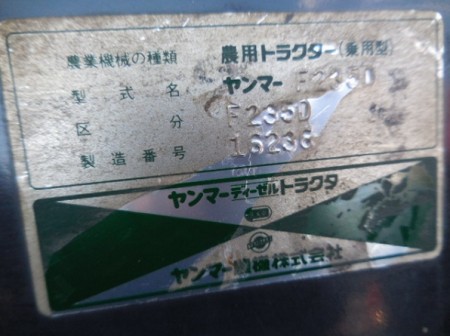 農業機械の種類 農用トラクター(乗用型)
型式名 ヤンマー
区分
製造番号
ヤンマーディーゼルトラクタ
ヤンマー農機株式会社